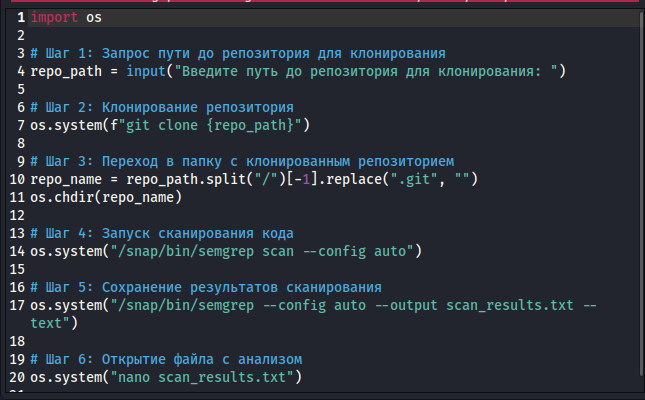 1 import os
2
3 # Шаг 1: Запрос пути до репозитория для клонирования
4 repo_path = input("Введите путь до репозитория для клонирования: ")
5
6 # Шаг 2: Клонирование репозитория
7 os.system(f"git clone {repo_path}")
8
9 # Шаг 3: Переход в папку с клонированным репозиторием
10 repo_name = repo_path.split("/")[-1].replace(".git", "")
11 os.chdir(repo_name)
12
13 # Шаг 4: Запуск сканирования кода
14 os.system("/snap/bin/semgrep scan --config auto")
15
16 # Шаг 5: Сохранение результатов сканирования
17 os.system("/snap/bin/semgrep --config auto --output scan_results.txt --
text")
18
19 # Шаг 6: Открытие файла с анализом
20 os.system("nano scan_results.txt")